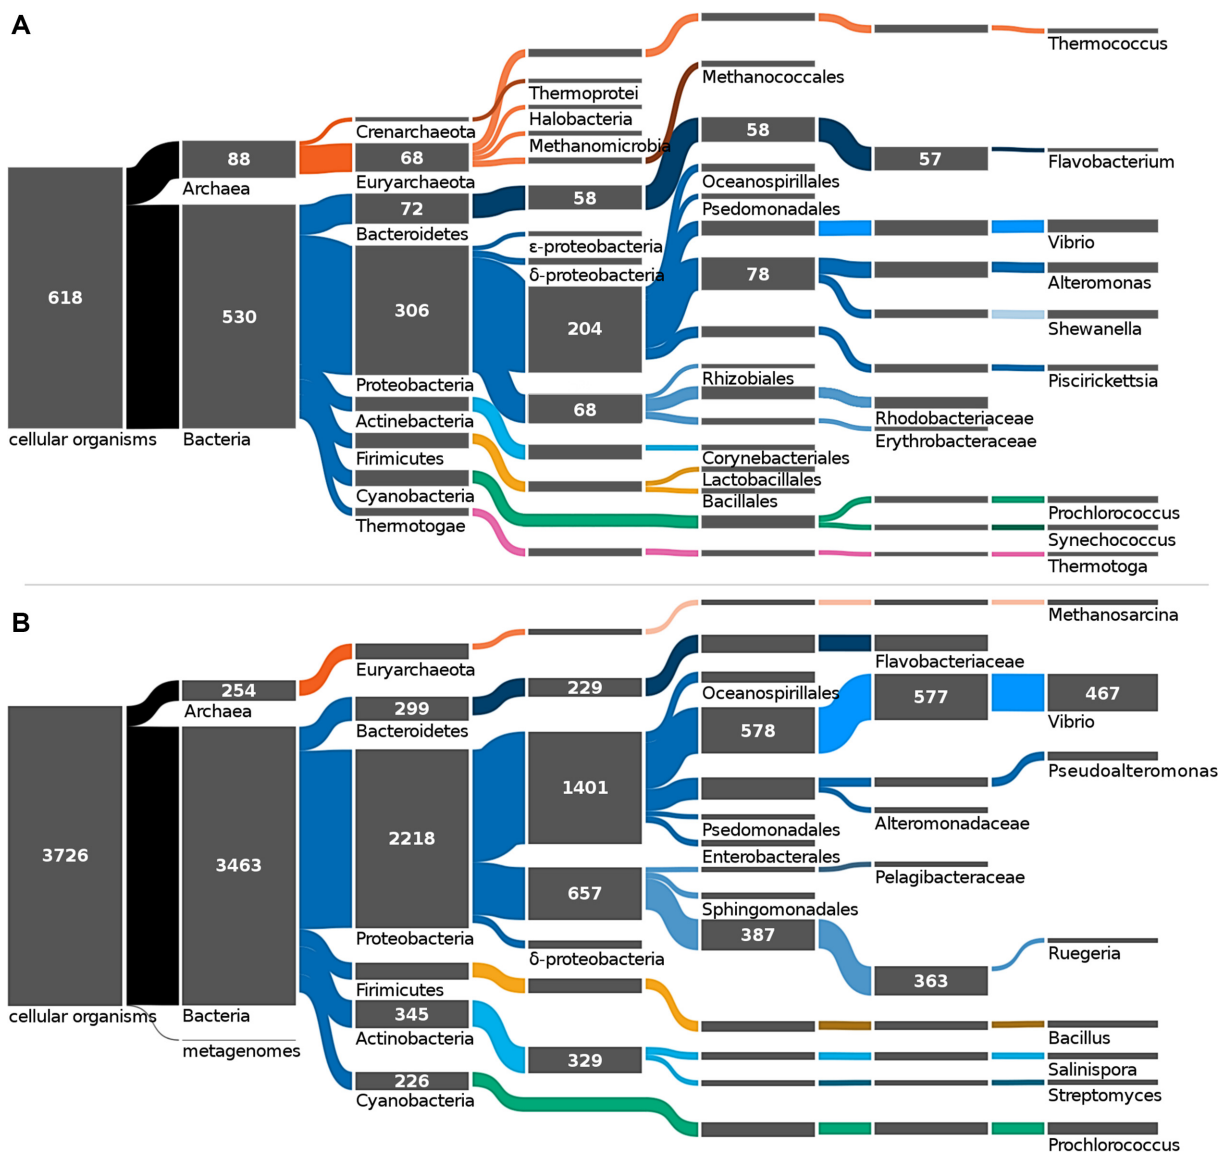 A
Thermococcus
Methanococcales
Thermoprotei
Halobacteria
Crenarchaeota
58
Methanomicrobia
88
68
57
Flavobacterium
Archaea
Euryarchaeota
Oceanospirillales
72
58
Psedomonadales
Bacteroidetes
ε-proteobacteria
Vibrio
δ-proteobacteria
78
Alteromonas
618
530
306
204
Shewanella
Proteobacteria
Rhizobiales
Piscirickettsia
68
Actinebacteria
Rhodobacteriaceae
cellular organisms
Bacteria
Erythrobacteraceae
Firimicutes
Corynebacteriales
Lactobacillales
Cyanobacteria
Bacillales
Prochlorococcus
Thermotogae
Synechococcus
Thermotoga
B
Methanosarcina
Euryarchaeota
Flavobacteriaceae
254
229
Oceanospirillales
577
467
Archaea
299
Vibrio
Bacteroidetes
578
Pseudoalteromonas
1401
Psedomonadales
Alteromonadaceae
3726
3463
2218
Enterobacterales
Pelagibacteraceae
657
Sphingomonadales
Proteobacteria
387
δ-proteobacteria
Ruegeria
363
Firimicutes
cellular organisms
Bacteria
345
Actinobacteria
Bacillus
metagenomes
329
Salinispora
226
Streptomyces
Cyanobacteria
Prochlorococcus